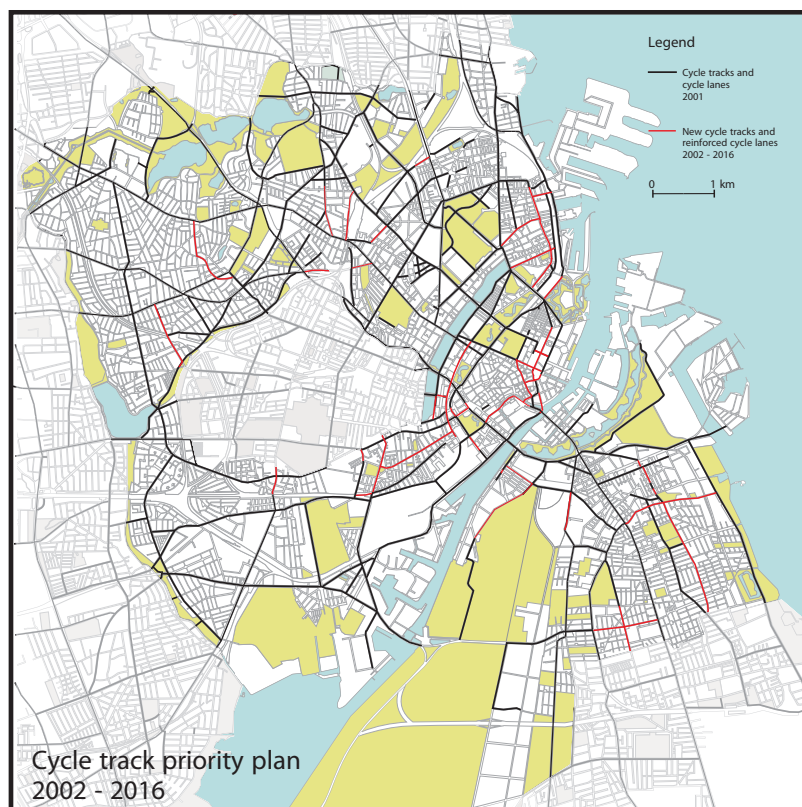 Legend
Cycle tracks and
cycle lanes
2001
New cycle tracks and
reinforced cycle lanes
2002 - 2016
0 1 km
Cycle track priority plan
2002 - 2016